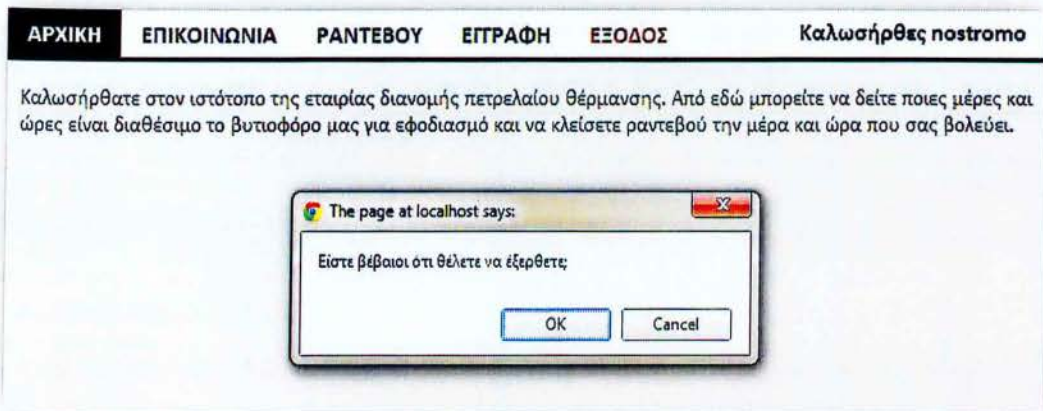 ΑΡΧΙΚΗ ΕΠΙΚΟΙΝΩΝΙΑ ΡΑΝΤΕΒΟΥ ΕΓΓΡΑΦΗ ΕΞΟΔΟΣ Καλωσήρθες nostromo
Καλωσήρθατε στον ιστότοπο της εταιρίας διανομής πετρελαίου θέρμανσης. Από εδώ μπορείτε να δείτε ποιες μέρες και
ώρες είναι διαθέσιμο το βυτιοφόρο μας για εφοδιασμό και να κλείσετε ραντεβού την μέρα και ώρα που σας βολεύει.
The page at localhost says:
Είστε βέβαιοι ότι θέλετε να έξερθετε;
OK Cancel